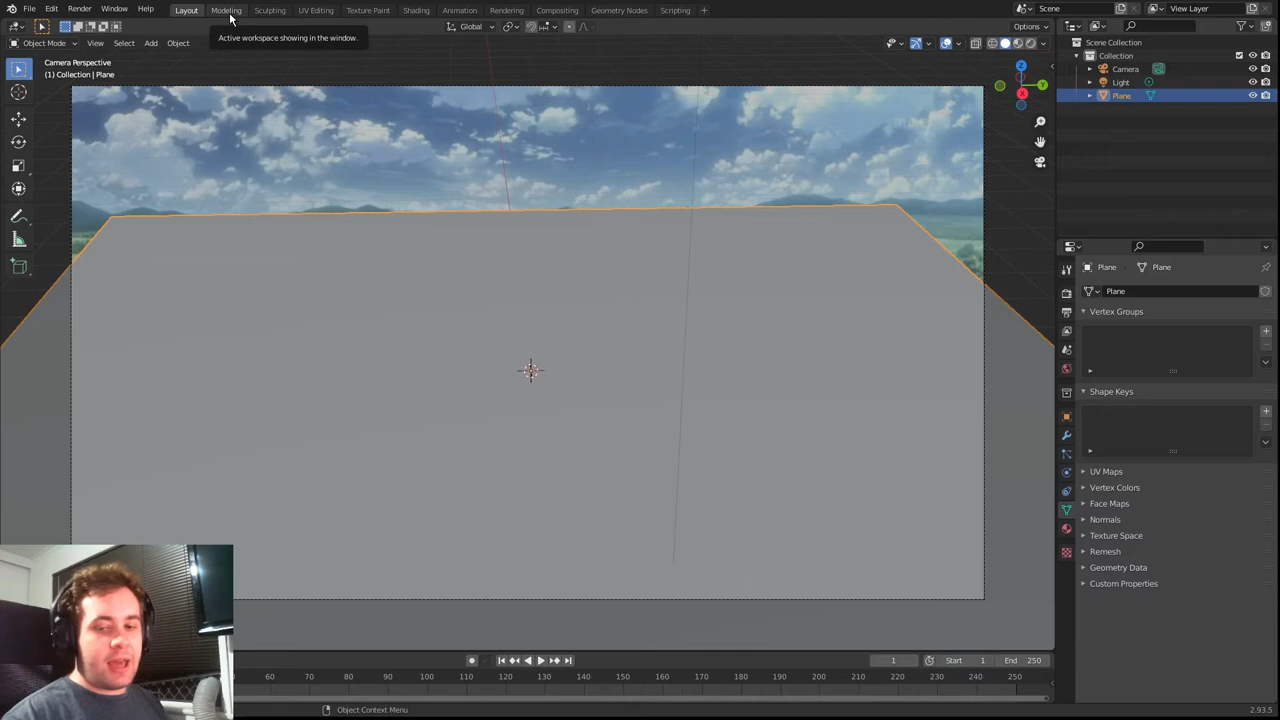 File Edit Render Window Help Layout Modeling Sculpting UV Editing Texture Paint Shading Animation Rendering Compositing Geometry Nodes Scripting + Scene View Layer
Global Options
Active workspace showing in the window.
Object Mode View Select Add Object
Scene Collection
Camera Perspective
(1) Collection | Plane
Collection
Camera
Light
Plane
Z
Y
X
Plane Plane
Plane
Vertex Groups
Shape Keys
UV Maps
Vertex Colors
Face Maps
Normals
Texture Space
Remesh
Geometry Data
Custom Properties
1 Start 1 End 250
60 70 80 90 100 110 120 130 140 150 160 170 180 190 200 210 220 230 240 250
Object Context Menu 2.93.5